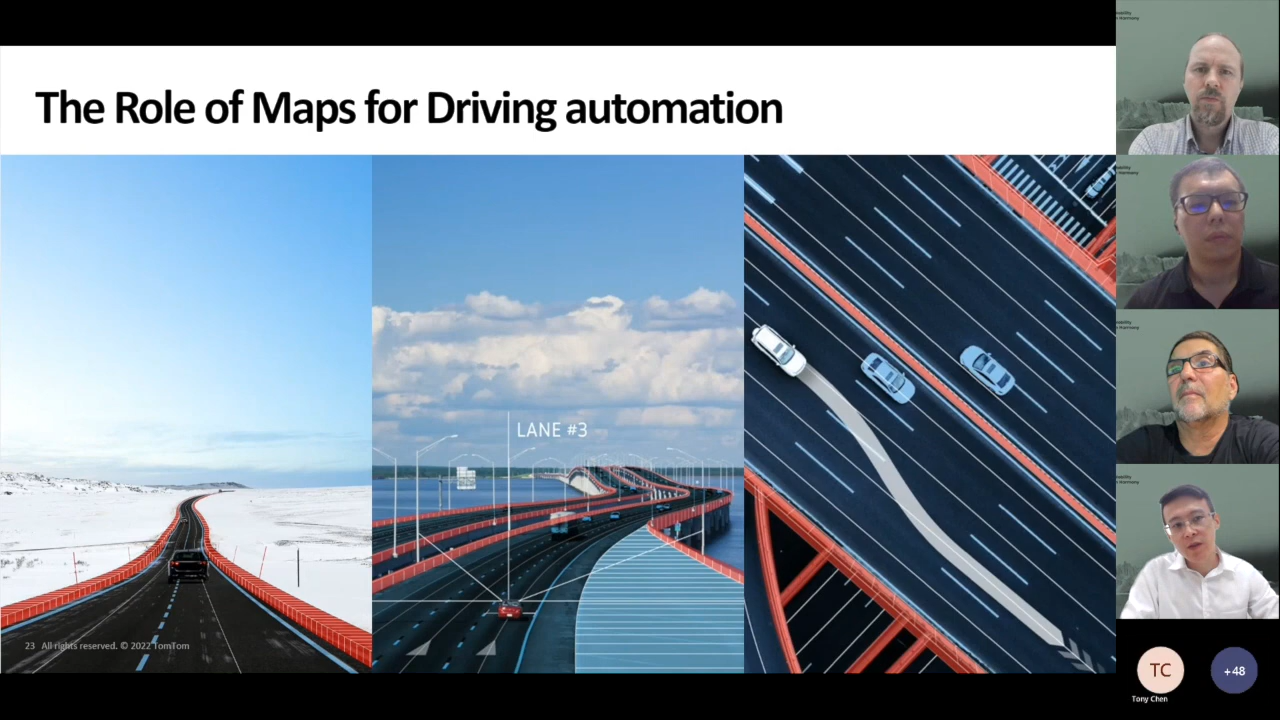 The Role of Maps for Driving automation
LANE #3
23 All rights reserved. © 2022 TomTom
TC
+48
Tony Chen